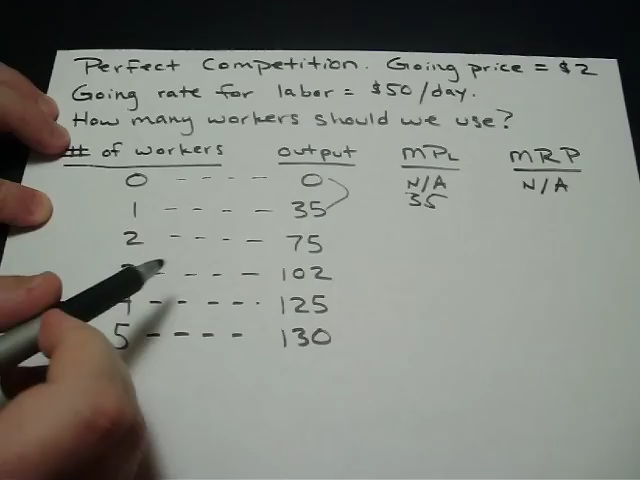 Perfect Competition. Going price = $2
Going rate for labor = $50/day.
How many workers should we use?
# of workers output MPL MRP
0 - - - - 0 N/A N/A
1 - - - - 35 35
2 - - - - 75
- - - - 102
- - - - - 125
5 - - - - 130